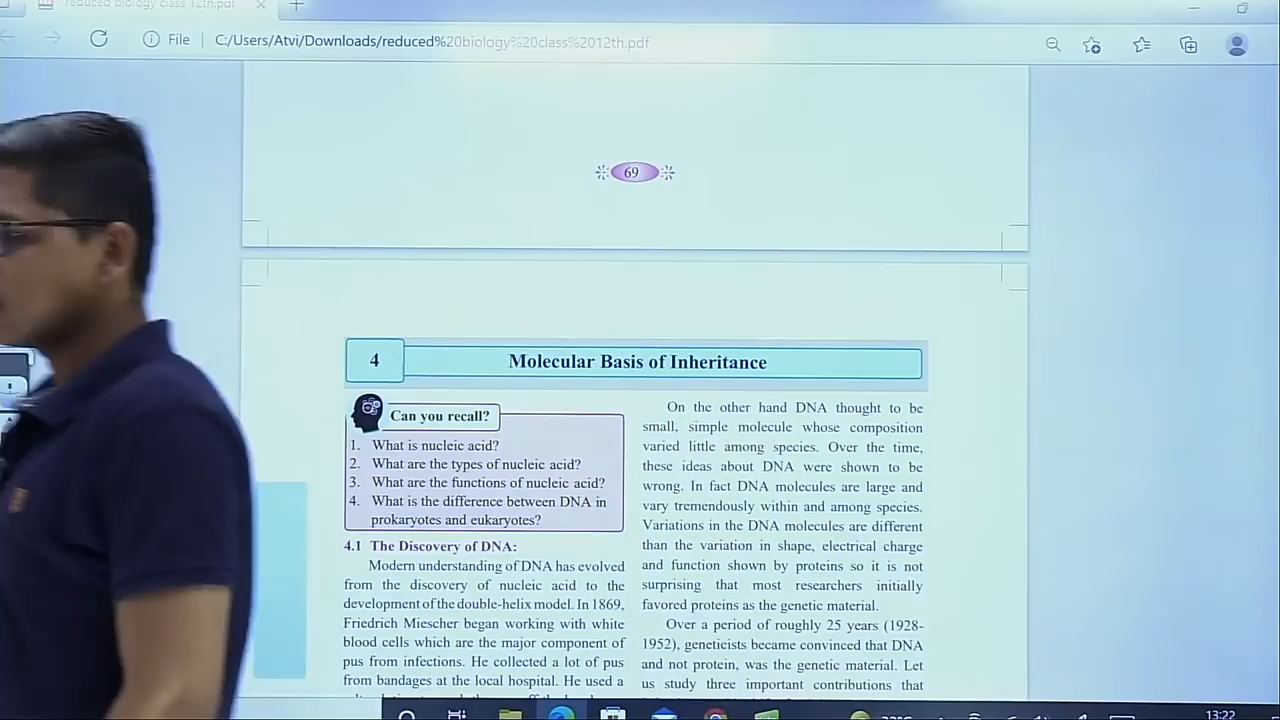 reduced biology class 12th.pdf
File
C:/Users/Atvi/Downloads/reduced%20biology%20class%2012th.pdf
69
4
Molecular Basis of Inheritance
Can you recall?
1. What is nucleic acid?
2. What are the types of nucleic acid?
3. What are the functions of nucleic acid?
4. What is the difference between DNA in
prokaryotes and eukaryotes?
4.1 The Discovery of DNA:
Modern understanding of DNA has evolved
from the discovery of nucleic acid to the
development of the double-helix model. In 1869,
Friedrich Miescher began working with white
blood cells which are the major component of
pus from infections. He collected a lot of pus
from bandages at the local hospital. He used a
On the other hand DNA thought to be
small, simple molecule whose composition
varied little among species. Over the time,
these ideas about DNA were shown to be
wrong. In fact DNA molecules are large and
vary tremendously within and among species.
Variations in the DNA molecules are different
than the variation in shape, electrical charge
and function shown by proteins so it is not
surprising that most researchers initially
favored proteins as the genetic material.
Over a period of roughly 25 years (1928-
1952), geneticists became convinced that DNA
and not protein, was the genetic material. Let
us study three important contributions that
13:22